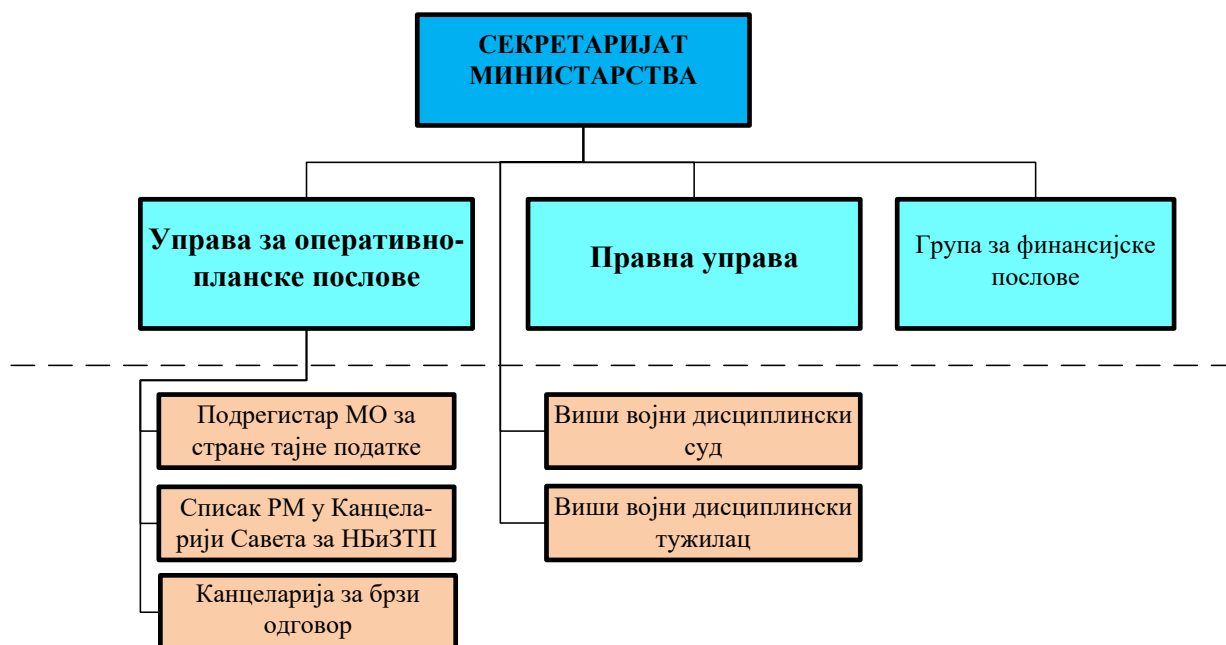 СЕКРЕТАРИЈАТ
МИНИСТАРСТВА
Управа за оперативно-
планске послове
Правна управа
Група за финансијске
послове
Подрегистар МО за
стране тајне податке
Списак РМ у Канцела-
рији Савета за НБиЗТП
Канцеларија за брзи
одговор
Виши војни дисциплински
суд
Виши војни дисциплински
тужилац